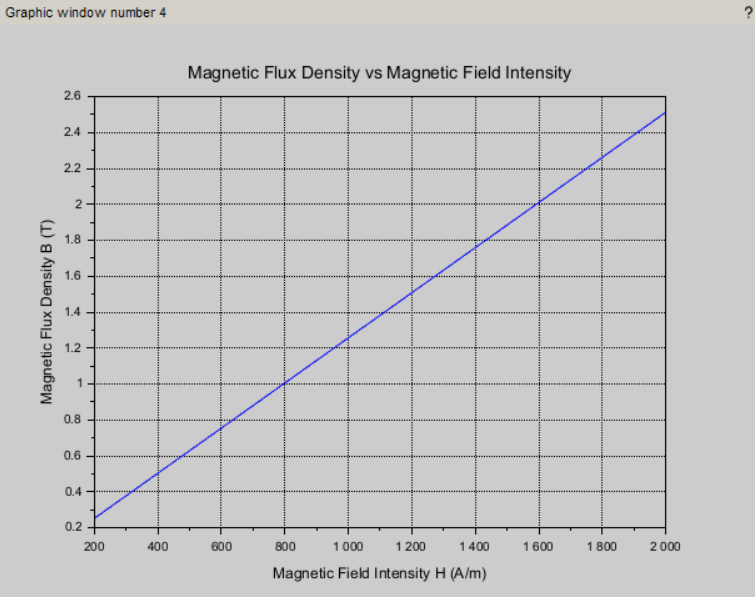 Graphic window number 4
?
Magnetic Flux Density vs Magnetic Field Intensity
Magnetic Flux Density B (T)
2.6
2.4
2.2
2
1.8
1.6
1.4
1.2
1
0.8
0.6
0.4
0.2
200 400 600 800 1 000 1 200 1 400 1 600 1 800 2 000
Magnetic Field Intensity H (A/m)